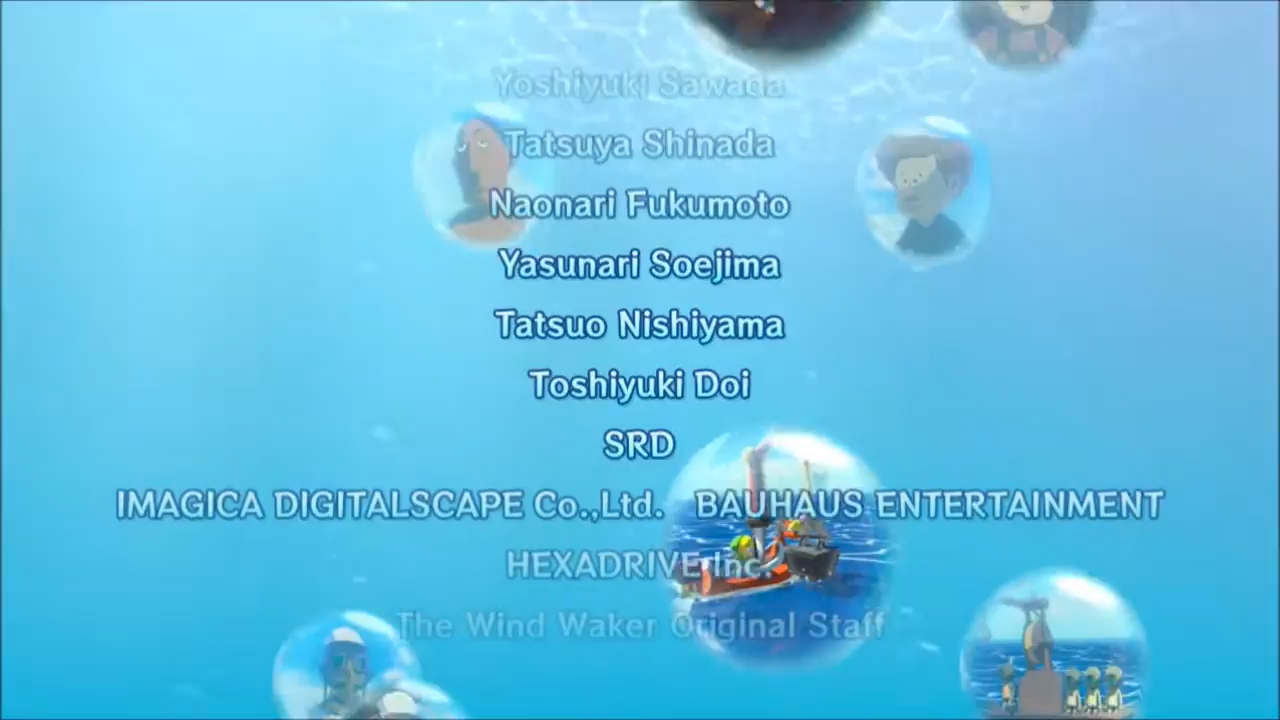 Yoshiyuki Sawada
Tatsuya Shinada
Naonari Fukumoto
Yasunari Soejima
Tatsuo Nishiyama
Toshiyuki Doi
SRD
IMAGICA DIGITALSCAPE Co.,Ltd. BAUHAUS ENTERTAINMENT
HEXADRIVE Inc.
The Wind Waker Original Staff